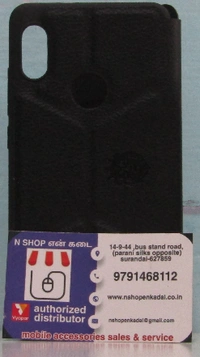 N SHOP என் கடை
authorized
distributor
14-9-44 ,bus stand road,
(parani silks opposite)
surandai-627859
9791468112
www.nshopenkadai.co.in
nshopenkadai@gmail.com
mobile accessories sales & service